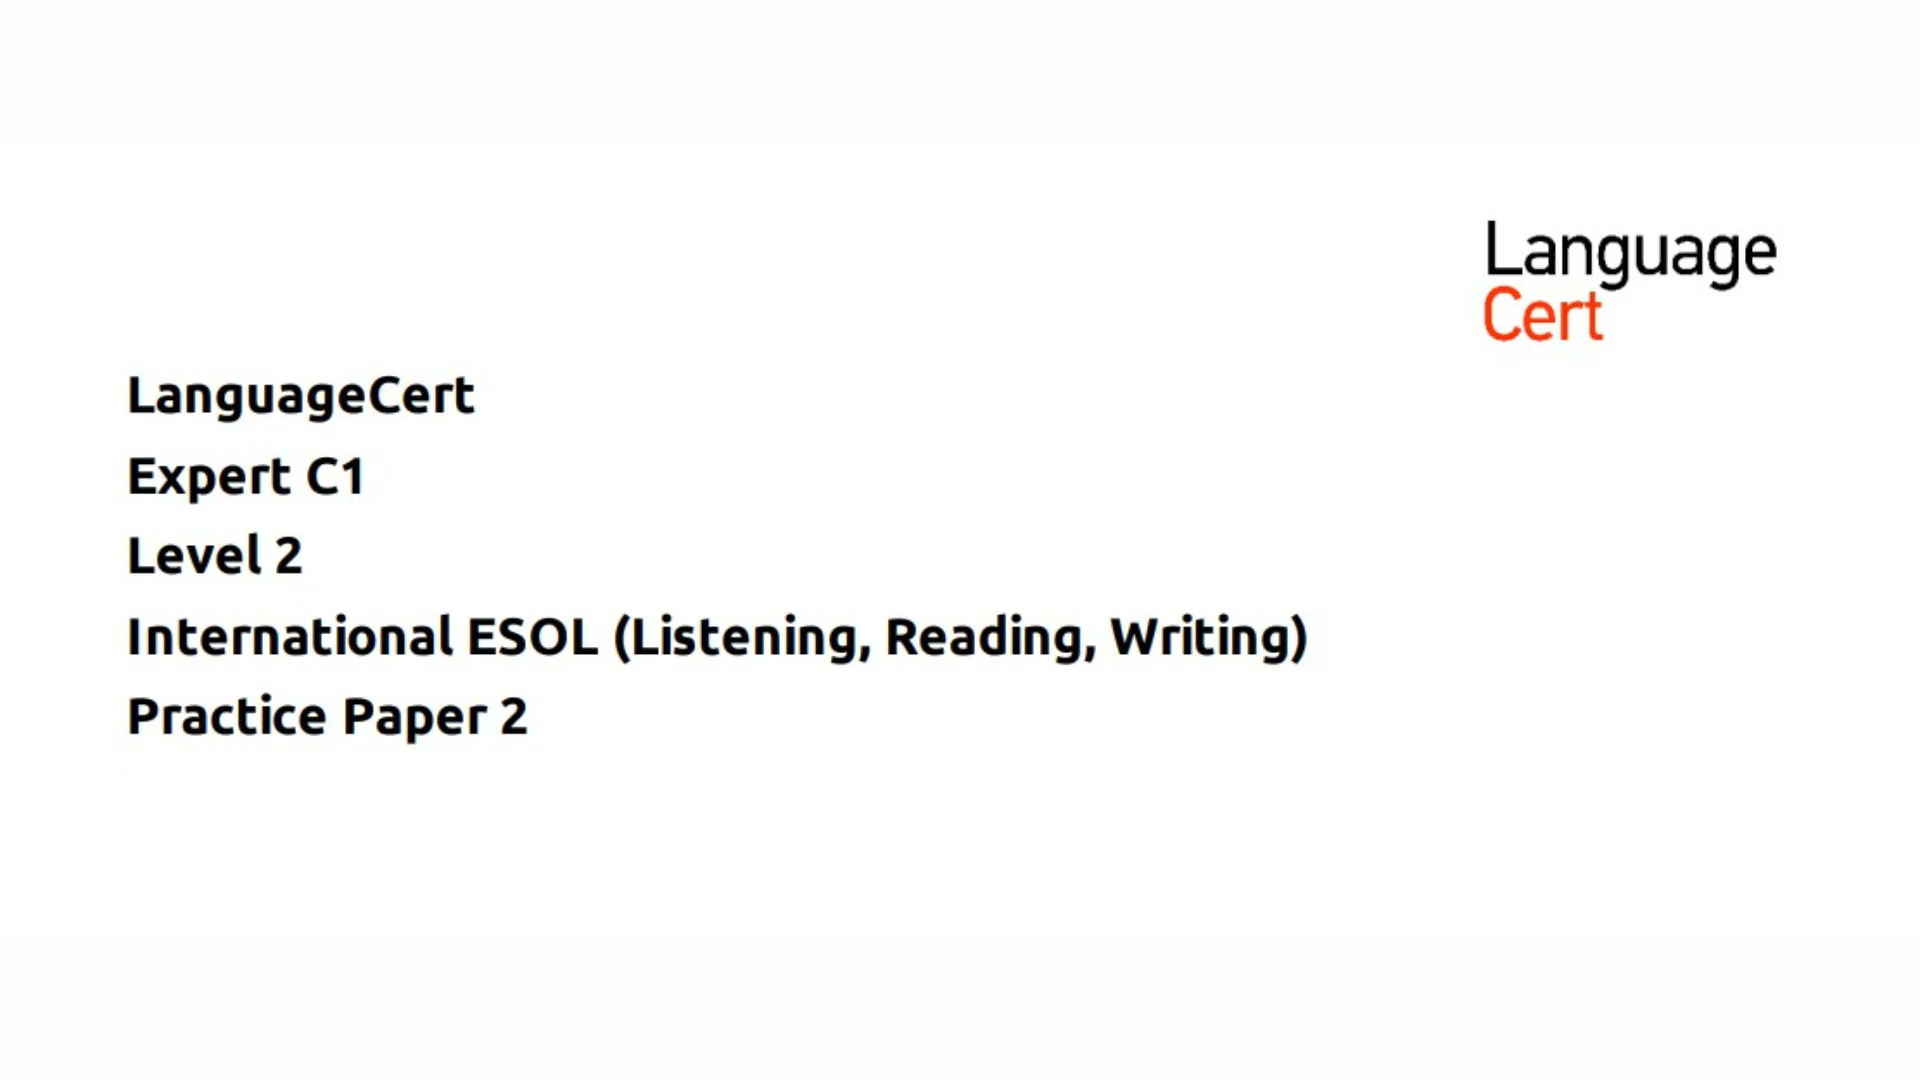 Language
Cert
LanguageCert
Expert C1
Level 2
International ESOL (Listening, Reading, Writing)
Practice Paper 2